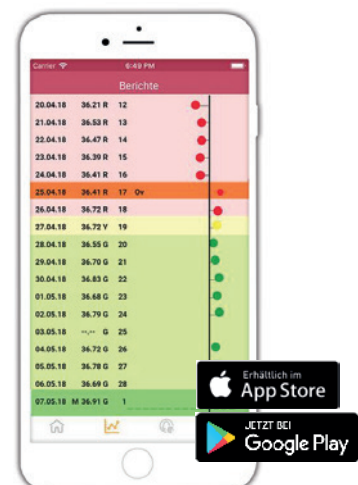 Carrier 6:49 PM
Berichte
20.04.18 36.21 R 12
21.04.18 36.53 R 13
22.04.18 36.47 R 14
23.04.18 36.39 R 15
24.04.18 36.41 R 16
25.04.18 36.41 R 17 Ov
26.04.18 36.72 R 18
27.04.18 36.72 Y 19
28.04.18 36.55 G 20
29.04.18 36.70 G 21
30.04.18 36.83 G 22
01.05.18 36.68 G 23
02.05.18 36.79 G 24
03.05.18 --,-- G 25
04.05.18 36.72 G 26
05.05.18 36.78 G 27
06.05.18 36.69 G 28
07.05.18 M 36.91 G 1
Erhältlich im
App Store
JETZT BEI
Google Play